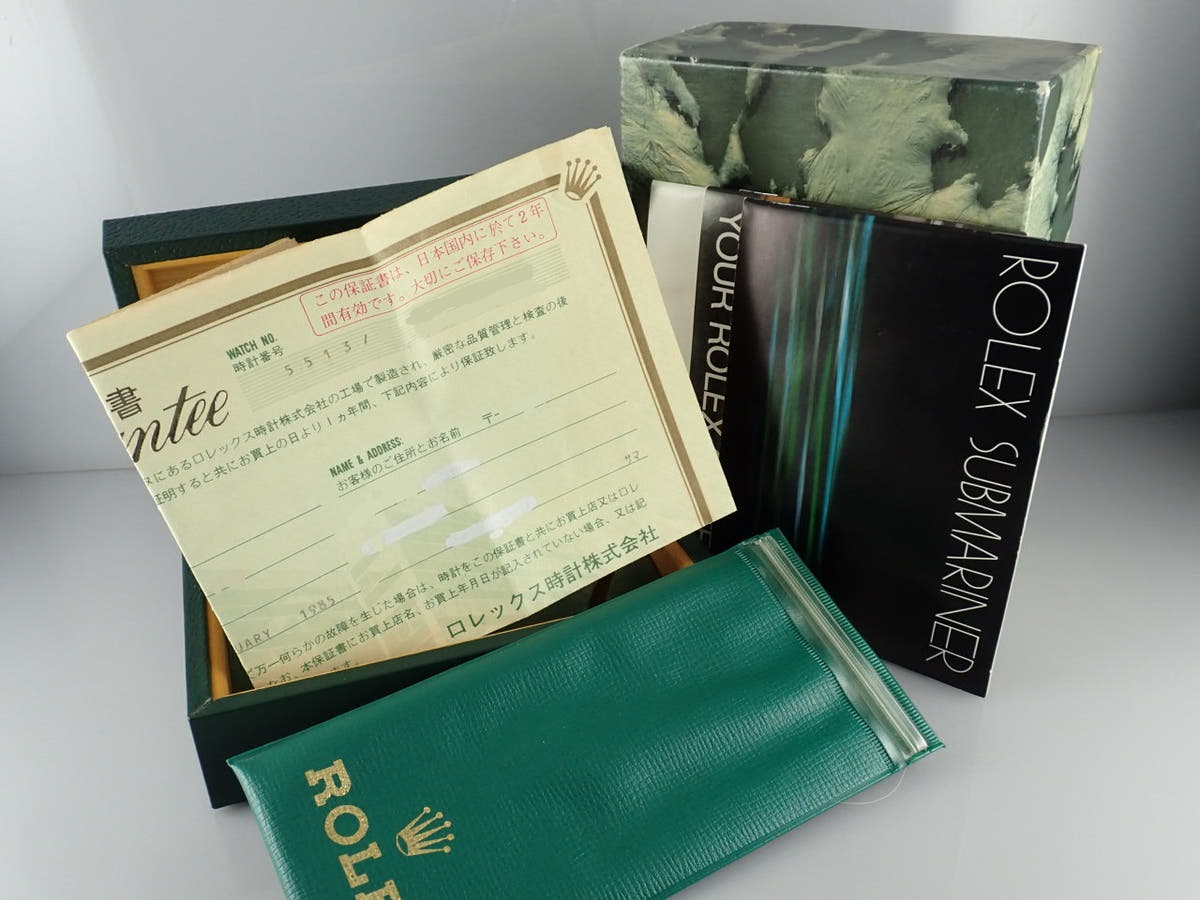 この保証書は、日本国内に於て2年
間有効です。大切にご保存下さい。
WATCH NO.
時計番号
55131
書
ntee
にあるロレックス時計株式会社の工場で製造され、厳密な品質管理と検査の後
証明すると共にお買上の日より1ヵ年間、下記内容により保証致します。
NAME & ADDRESS:
お客様のご住所とお名前
〒-
サマ
UARY 1985
万一何らかの故障を生じた場合は、時計をこの保証書と共にお買上店又はロレ
なお、本保証書にお買上店名、お買上年月日が記入されていない場合、又は記
ます。
ロレックス時計株式会社
YOUR ROLEX
ROLEX SUBMARINER
ROLE